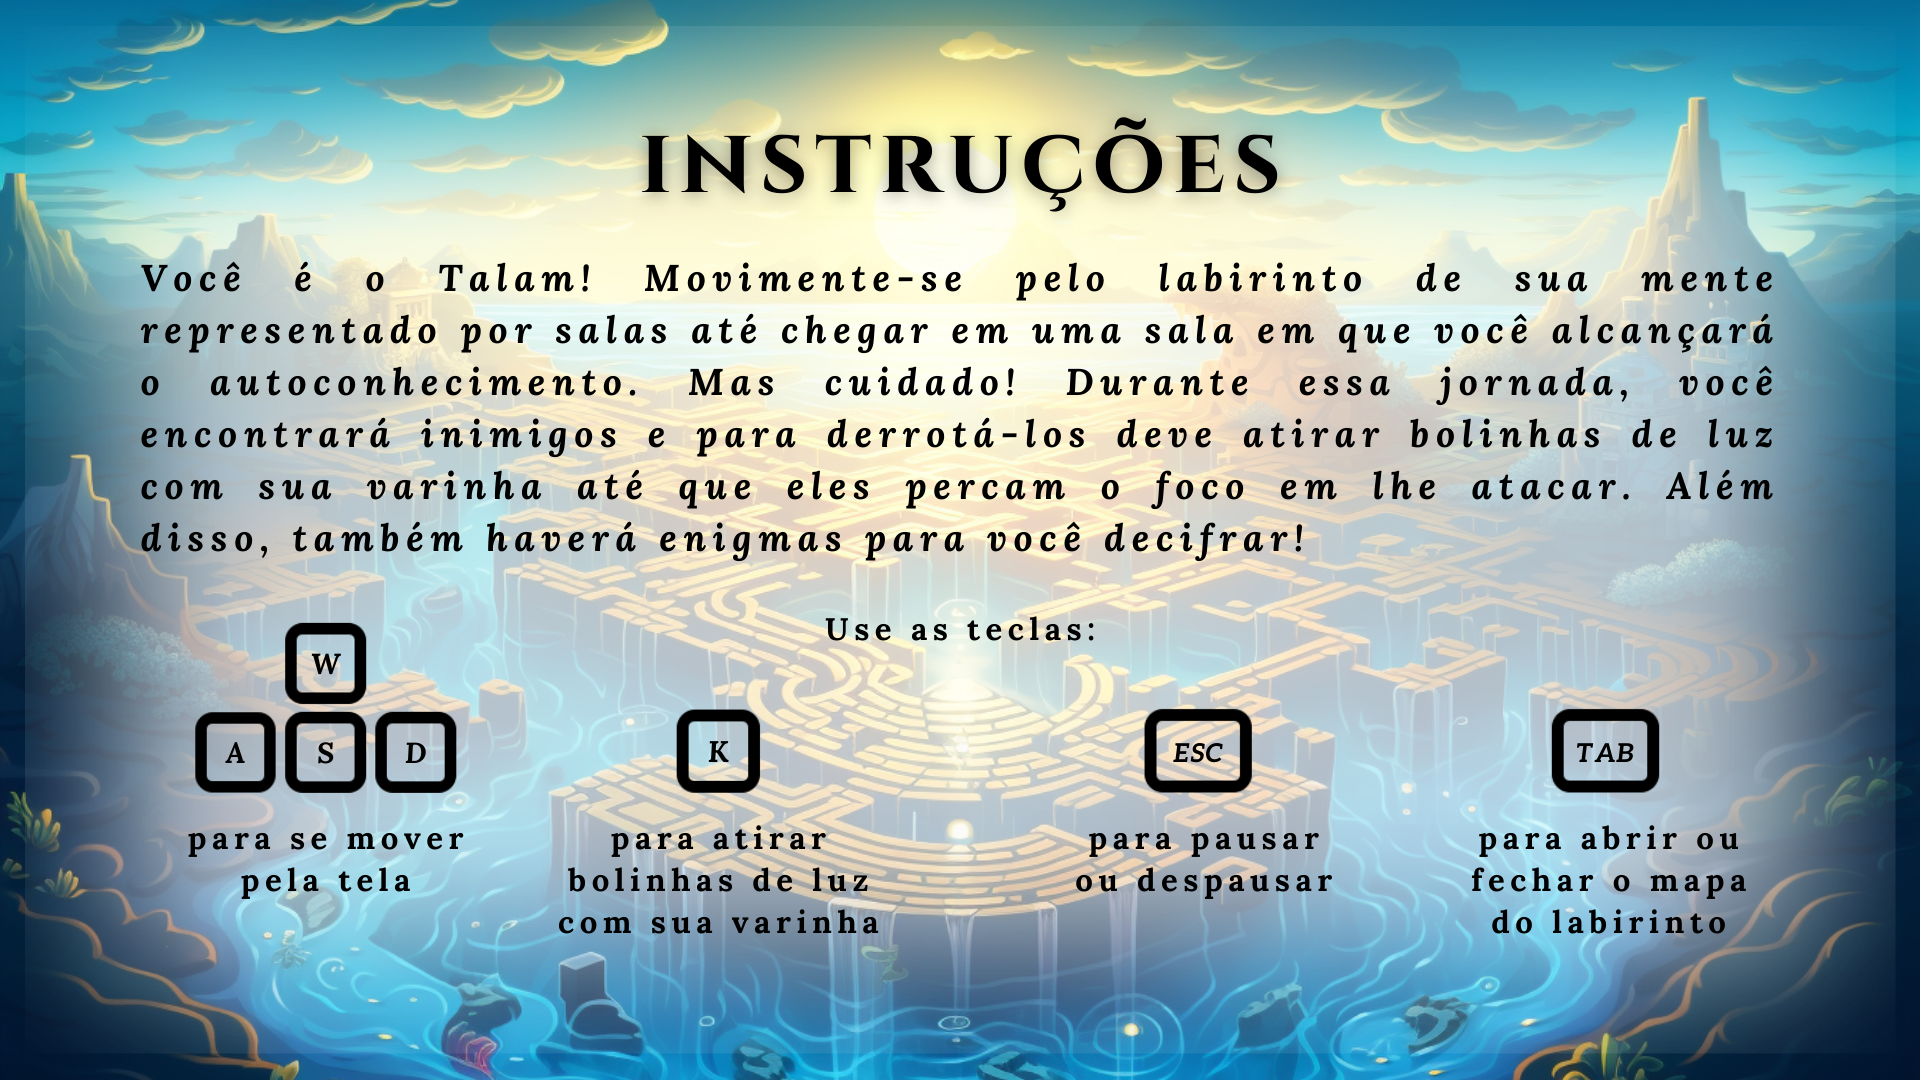 INSTRUÇÕES
Você é o Talam! Movimente-se pelo labirinto de sua mente
representado por salas até chegar em uma sala em que você alcançará
o autoconhecimento. Mas cuidado! Durante essa jornada, você
encontrará inimigos e para derrotá-los deve atirar bolinhas de luz
com sua varinha até que eles percam o foco em lhe atacar. Além
disso, também haverá enigmas para você decifrar!
Use as teclas:
W
A S D
para se mover
pela tela
K
para atirar
bolinhas de luz
com sua varinha
ESC
para pausar
ou despausar
TAB
para abrir ou
fechar o mapa
do labirinto